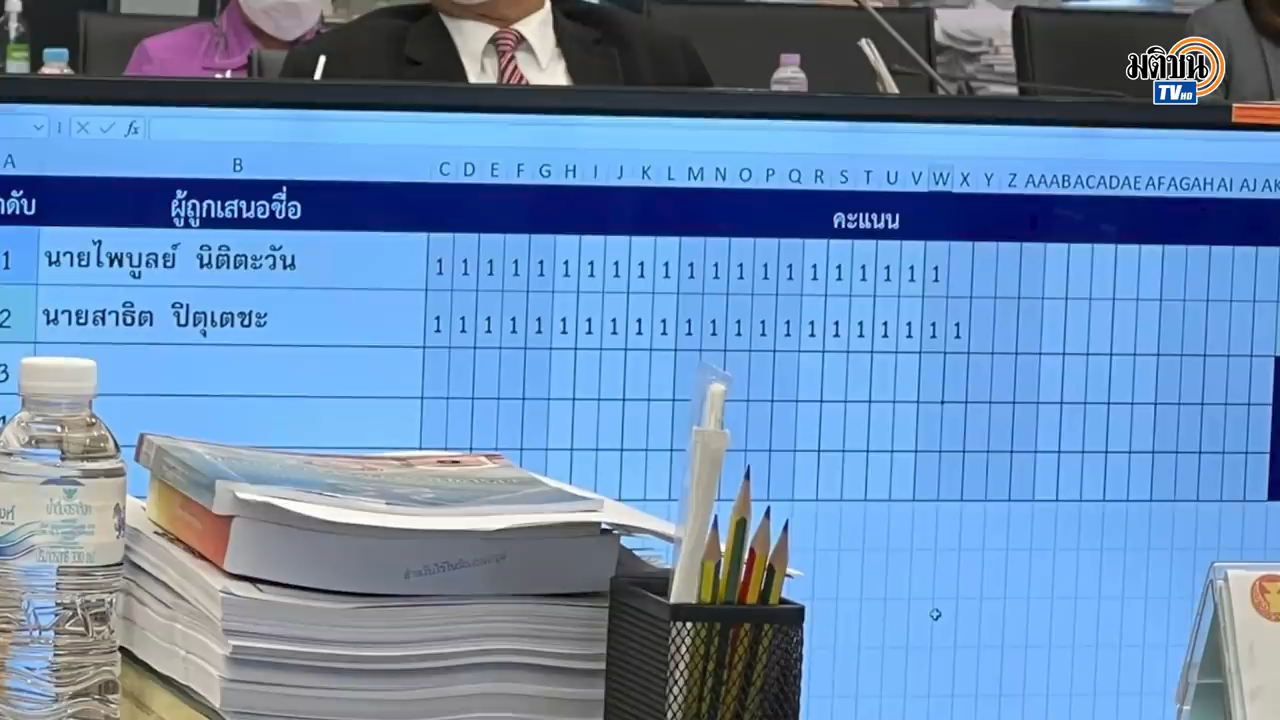 มติชน
TV HD
fx
A B C D E F G H I J K L M N O P Q R S T U V W X Y Z AA AB AC AD AE AF AG AH AI AJ AK
ผู้ถูกเสนอชื่อ คะแนน
1 นายไพบูลย์ นิติตะวัน 1 1 1 1 1 1 1 1 1 1 1 1 1 1 1 1 1 1 1 1 1
2 นายสาธิต ปิตุเตชะ 1 1 1 1 1 1 1 1 1 1 1 1 1 1 1 1 1 1 1 1 1 1
3